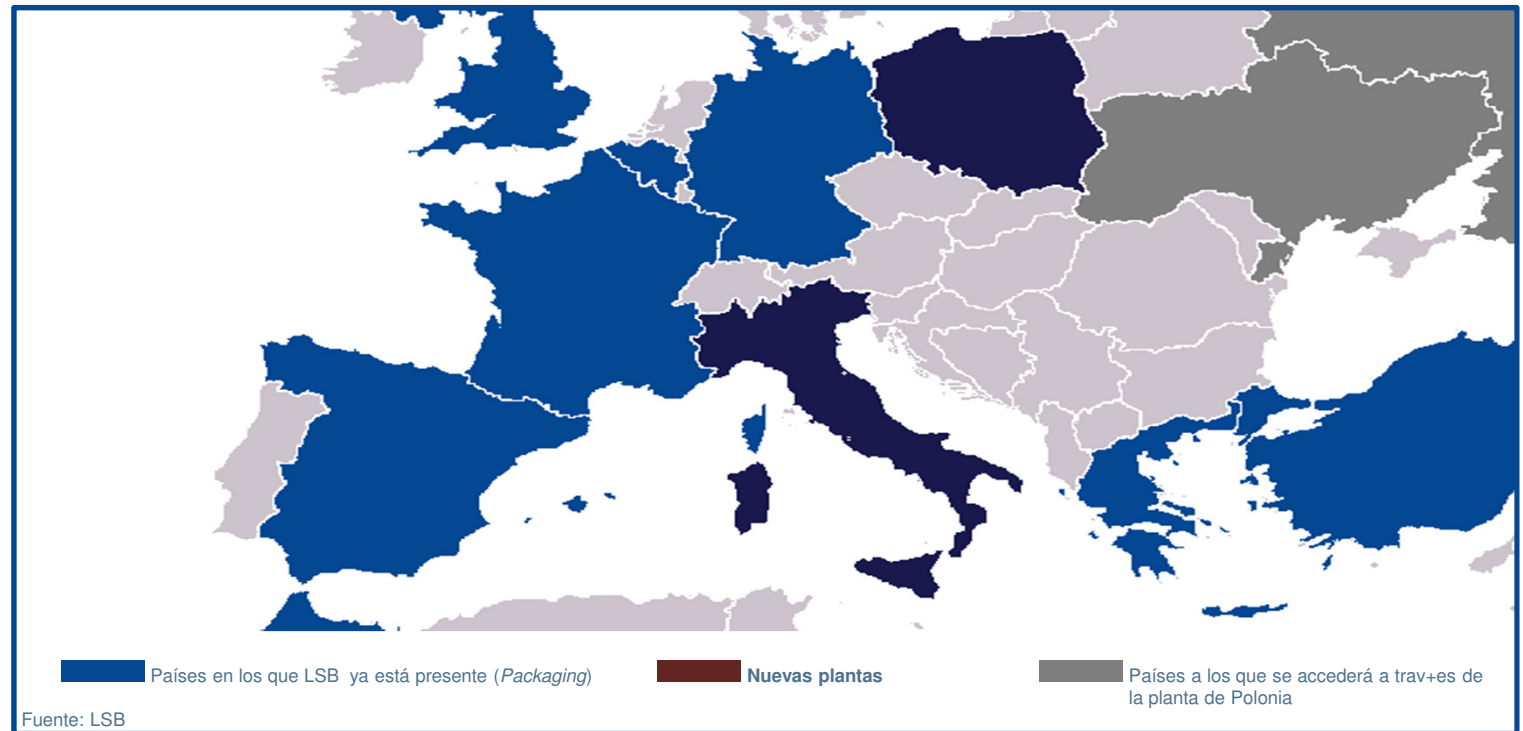 Países en los que LSB ya está presente (Packaging)
Nuevas plantas
Países a los que se accederá a trav+es de
la planta de Polonia
Fuente: LSB